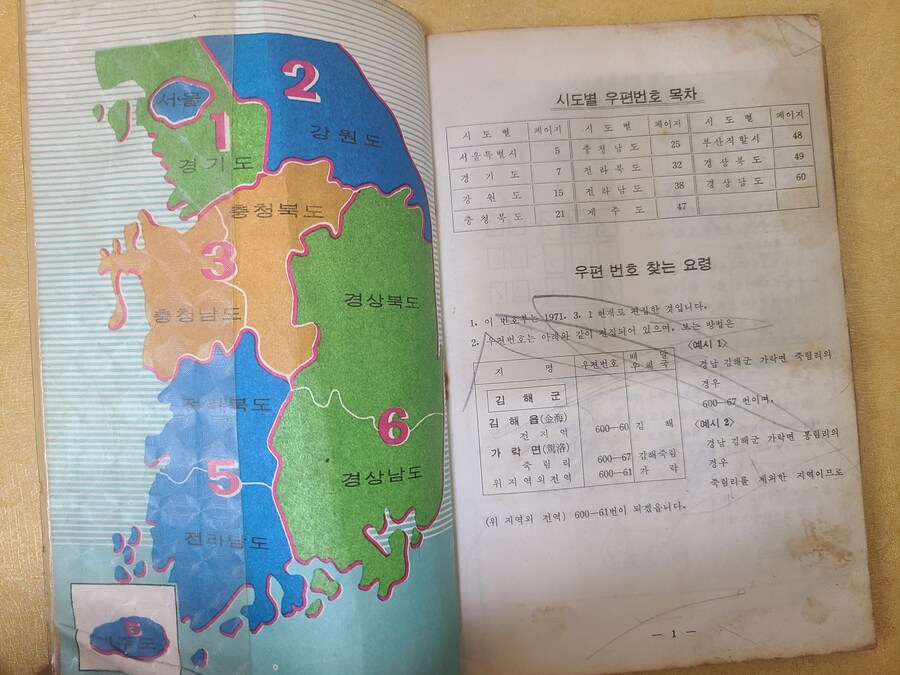 서울
1
경기도
2
강원도
충청북도
3
충청남도
경상북도
전라북도
6
5
경상남도
전라남도
제주도
시도별 우편번호 목차
시 도 별 페이지 시 도 별 페이지 시 도 별 페이지
서울특별시 5 충청남도 25 부산직할시 48
경 기 도 7 전라북도 32 경상북도 49
강 원 도 15 전라남도 38 경상남도 60
충청북도 21 제주도 47
우편 번호 찾는 요령
1. 이 번호부는 1971. 3. 1 현재로 편집한 것입니다.
2. 우편번호는 아래와 같이 편집되어 있으며, 보는 방법은
지 명 우편번호 배달우체국
김 해 군
김 해 읍(金海)
전 지 역 600—60 김 해
가 락 면(駕洛)
죽 림 리 600—67 김해죽림
위 지역외전역 600—61 가 락
<예시 1>
경남 김해군 가락면 죽림리의
경우
600—67 번이며,
<예시 2>
경남 김해군 가락면 봉림리의
경우
죽림리를 제외한 지역이므로
(위 지역외 전역) 600—61번이 되겠읍니다.
— 1 —